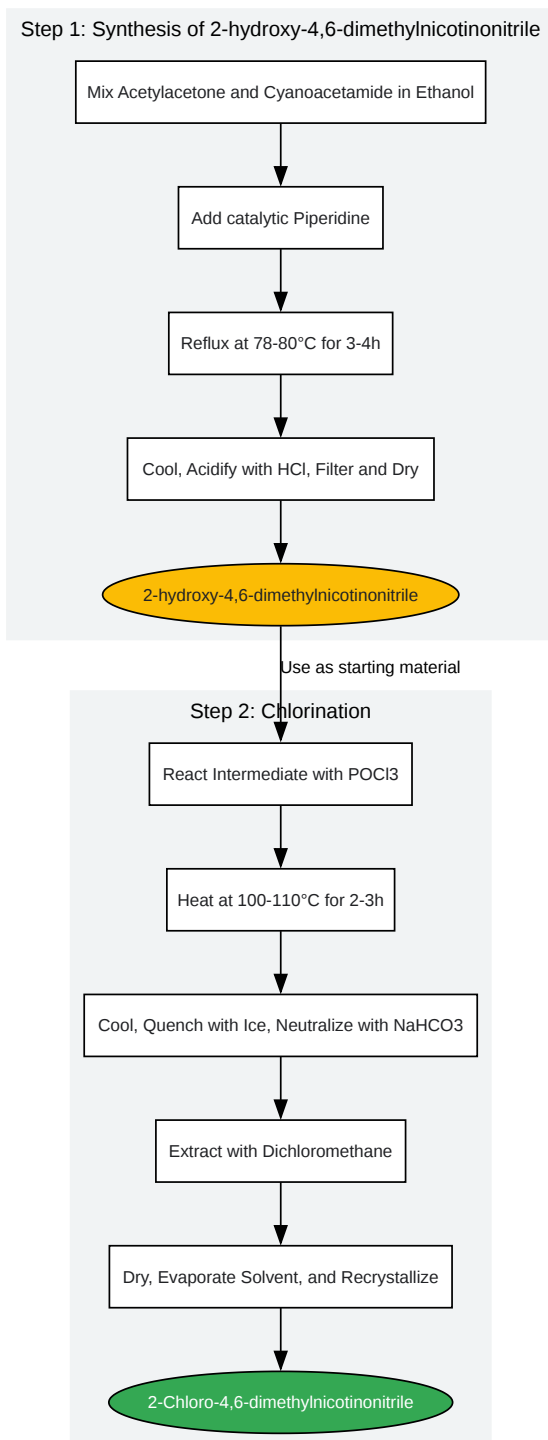 Step 1: Synthesis of 2-hydroxy-4,6-dimethylnicotinonitrile
Mix Acetylacetone and Cyanoacetamide in Ethanol
Add catalytic Piperidine
Reflux at 78-80°C for 3-4h
Cool, Acidify with HCl, Filter and Dry
2-hydroxy-4,6-dimethylnicotinonitrile
Use as starting material
Step 2: Chlorination
React Intermediate with POCl3
Heat at 100-110°C for 2-3h
Cool, Quench with Ice, Neutralize with NaHCO3
Extract with Dichloromethane
Dry, Evaporate Solvent, and Recrystallize
2-Chloro-4,6-dimethylnicotinonitrile